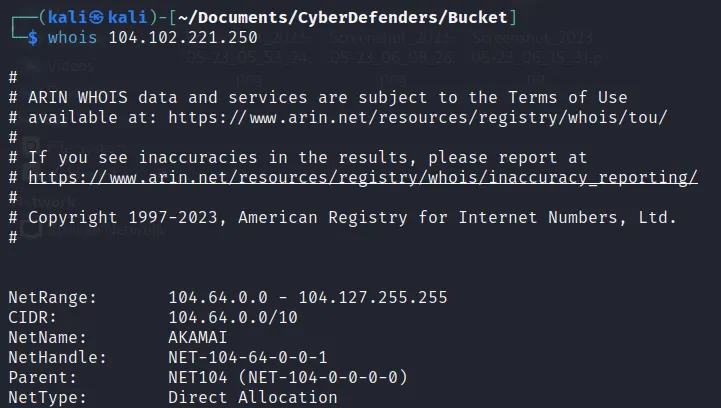 ┌──(kali㉿kali)-[~/Documents/CyberDefenders/Bucket]
└─$ whois 104.102.221.250
#
# ARIN WHOIS data and services are subject to the Terms of Use
# available at: https://www.arin.net/resources/registry/whois/tou/
#
# If you see inaccuracies in the results, please report at
# https://www.arin.net/resources/registry/whois/inaccuracy_reporting/
#
# Copyright 1997-2023, American Registry for Internet Numbers, Ltd.
#
NetRange:       104.64.0.0 - 104.127.255.255
CIDR:           104.64.0.0/10
NetName:        AKAMAI
NetHandle:      NET-104-64-0-0-1
Parent:         NET104 (NET-104-0-0-0-0)
NetType:        Direct Allocation